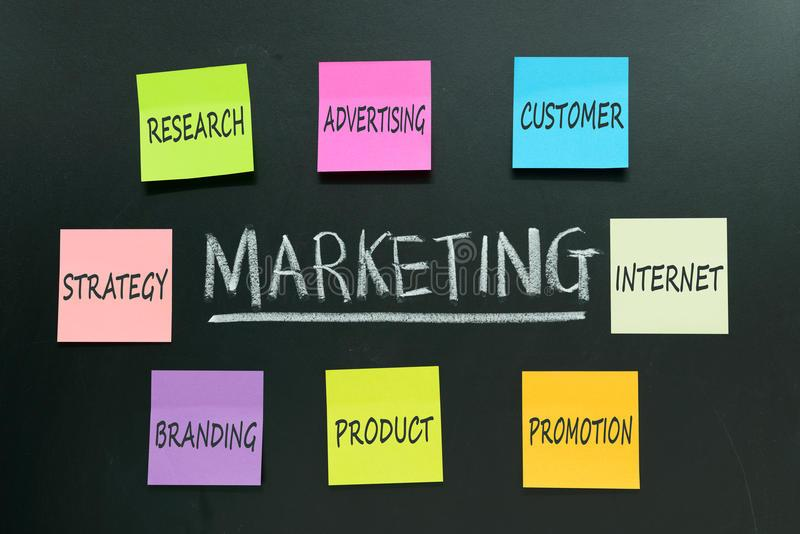 RESEARCH
ADVERTISING
CUSTOMER
STRATEGY
MARKETING
INTERNET
BRANDING
PRODUCT
PROMOTION